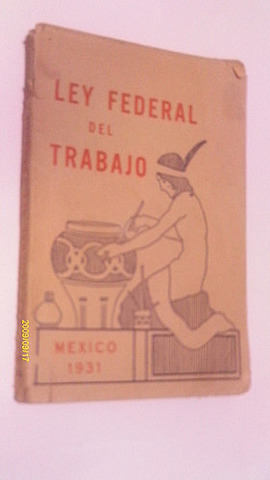 LEY FEDERAL
DEL
TRABAJO
MEXICO
1931
2009/09/17